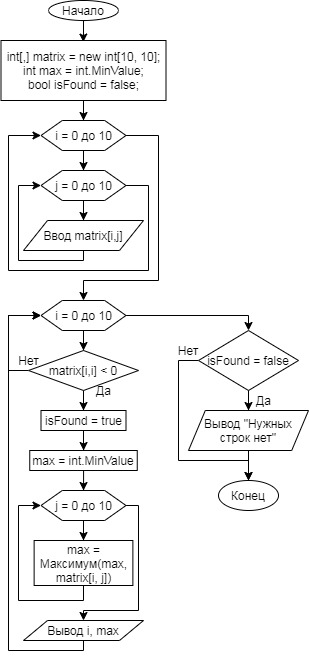 Начало
int[,] matrix = new int[10, 10];
int max = int.MinValue;
bool isFound = false;
i = 0 до 10
j = 0 до 10
Ввод matrix[i,j]
i = 0 до 10
Нет
matrix[i,i] < 0
Да
isFound = true
max = int.MinValue
j = 0 до 10
max =
Максимум(max,
matrix[i, j])
Вывод i, max
Нет
isFound = false
Да
Вывод "Нужных
строк нет"
Конец